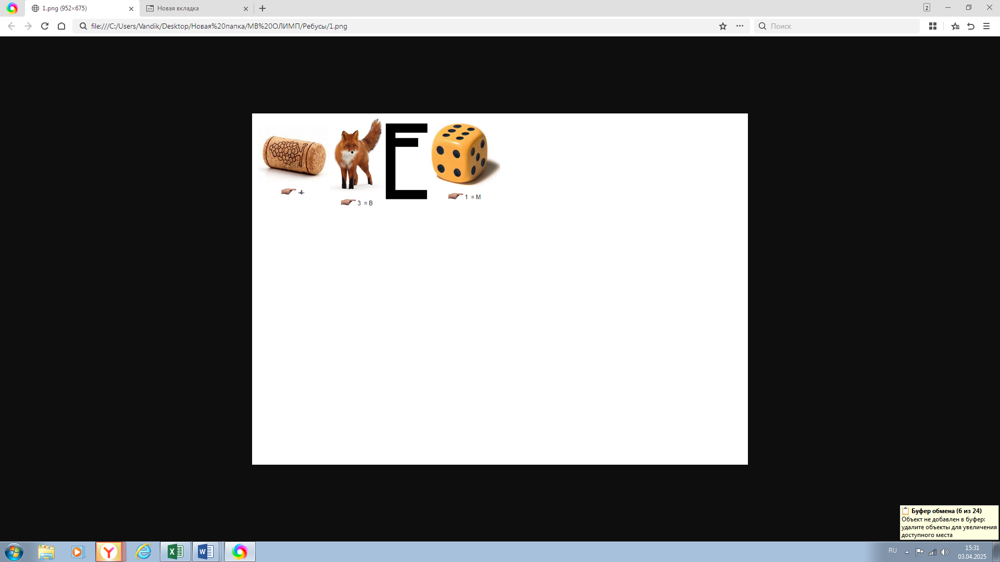 1.png (952×675)
Новая вкладка
2
file:///C:/Users/Vandik/Desktop/Новая%20папка/МВ%20ОЛИМП/Ребусы/1.png
Поиск
4
3 = В
Е
1 = М
Буфер обмена (6 из 24)
Объект не добавлен в буфер:
удалите объекты для увеличения
доступного места
RU
15:31
03.04.2025